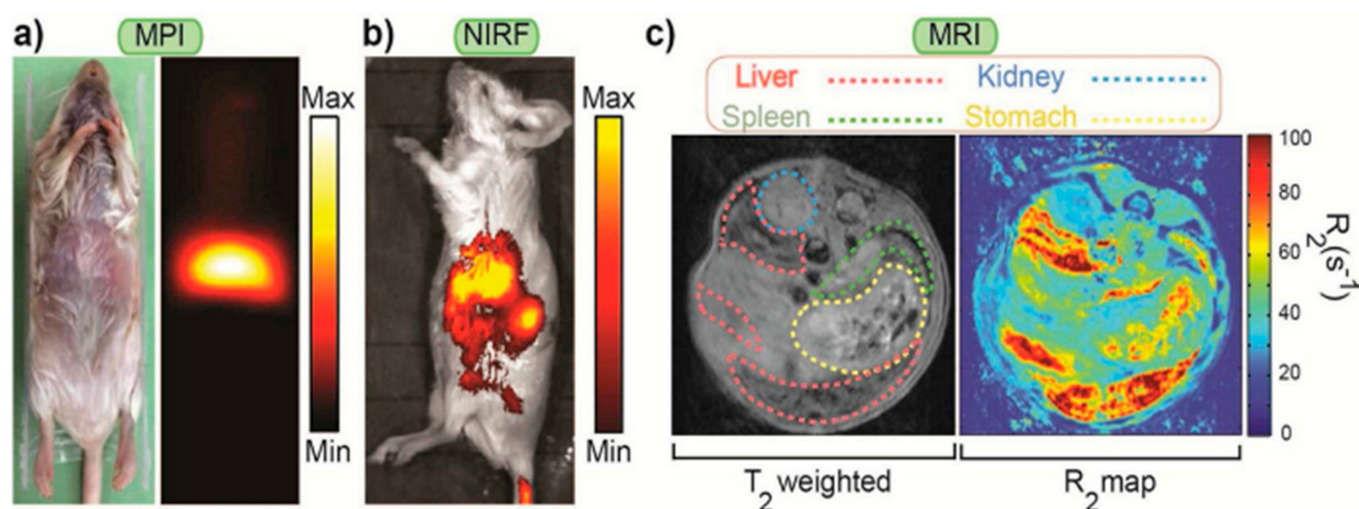 a) MPI
Max
Min
b) NIRF
Max
Min
c) MRI
Liver Kidney
Spleen Stomach
100
80
60
40
20
0
R2(s-1)
T2 weighted
R2 map